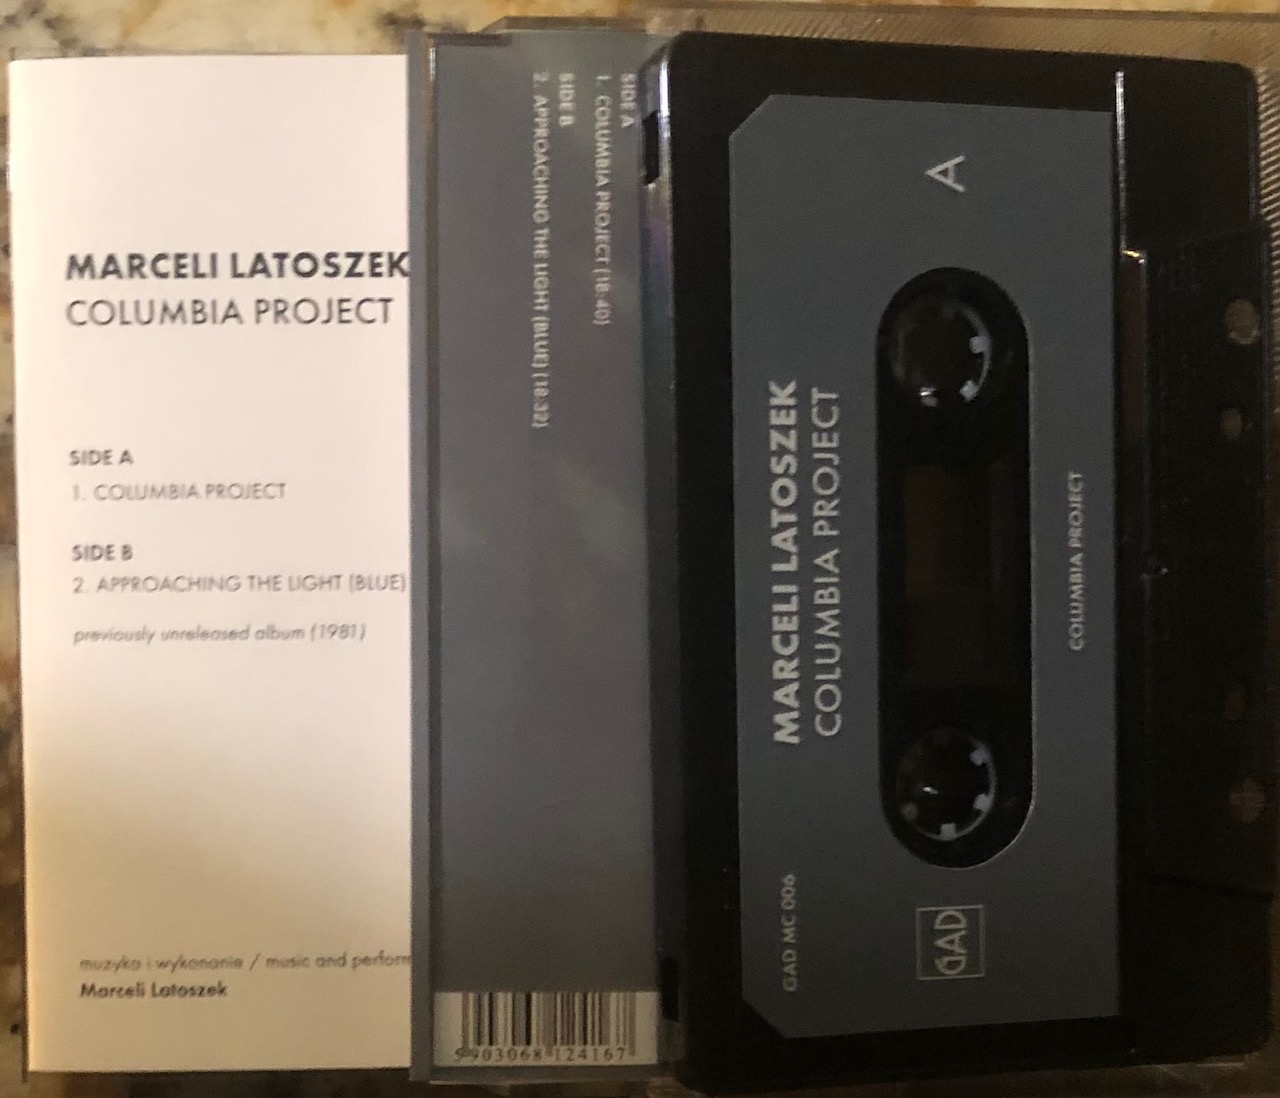 MARCELI LATOSZEK
COLUMBIA PROJECT
SIDE A
1. COLUMBIA PROJECT
SIDE B
2. APPROACHING THE LIGHT (BLUE)
previously unreleased album (1981)
muzyka i wykonanie / music and perform
Marceli Latoszek
SIDE A
1. COLUMBIA PROJECT (18:40)
SIDE B
2. APPROACHING THE LIGHT (BLUE) (18:32)
5903068124167
A
MARCELI LATOSZEK
COLUMBIA PROJECT
COLUMBIA PROJECT
GAD MC 006
GAD